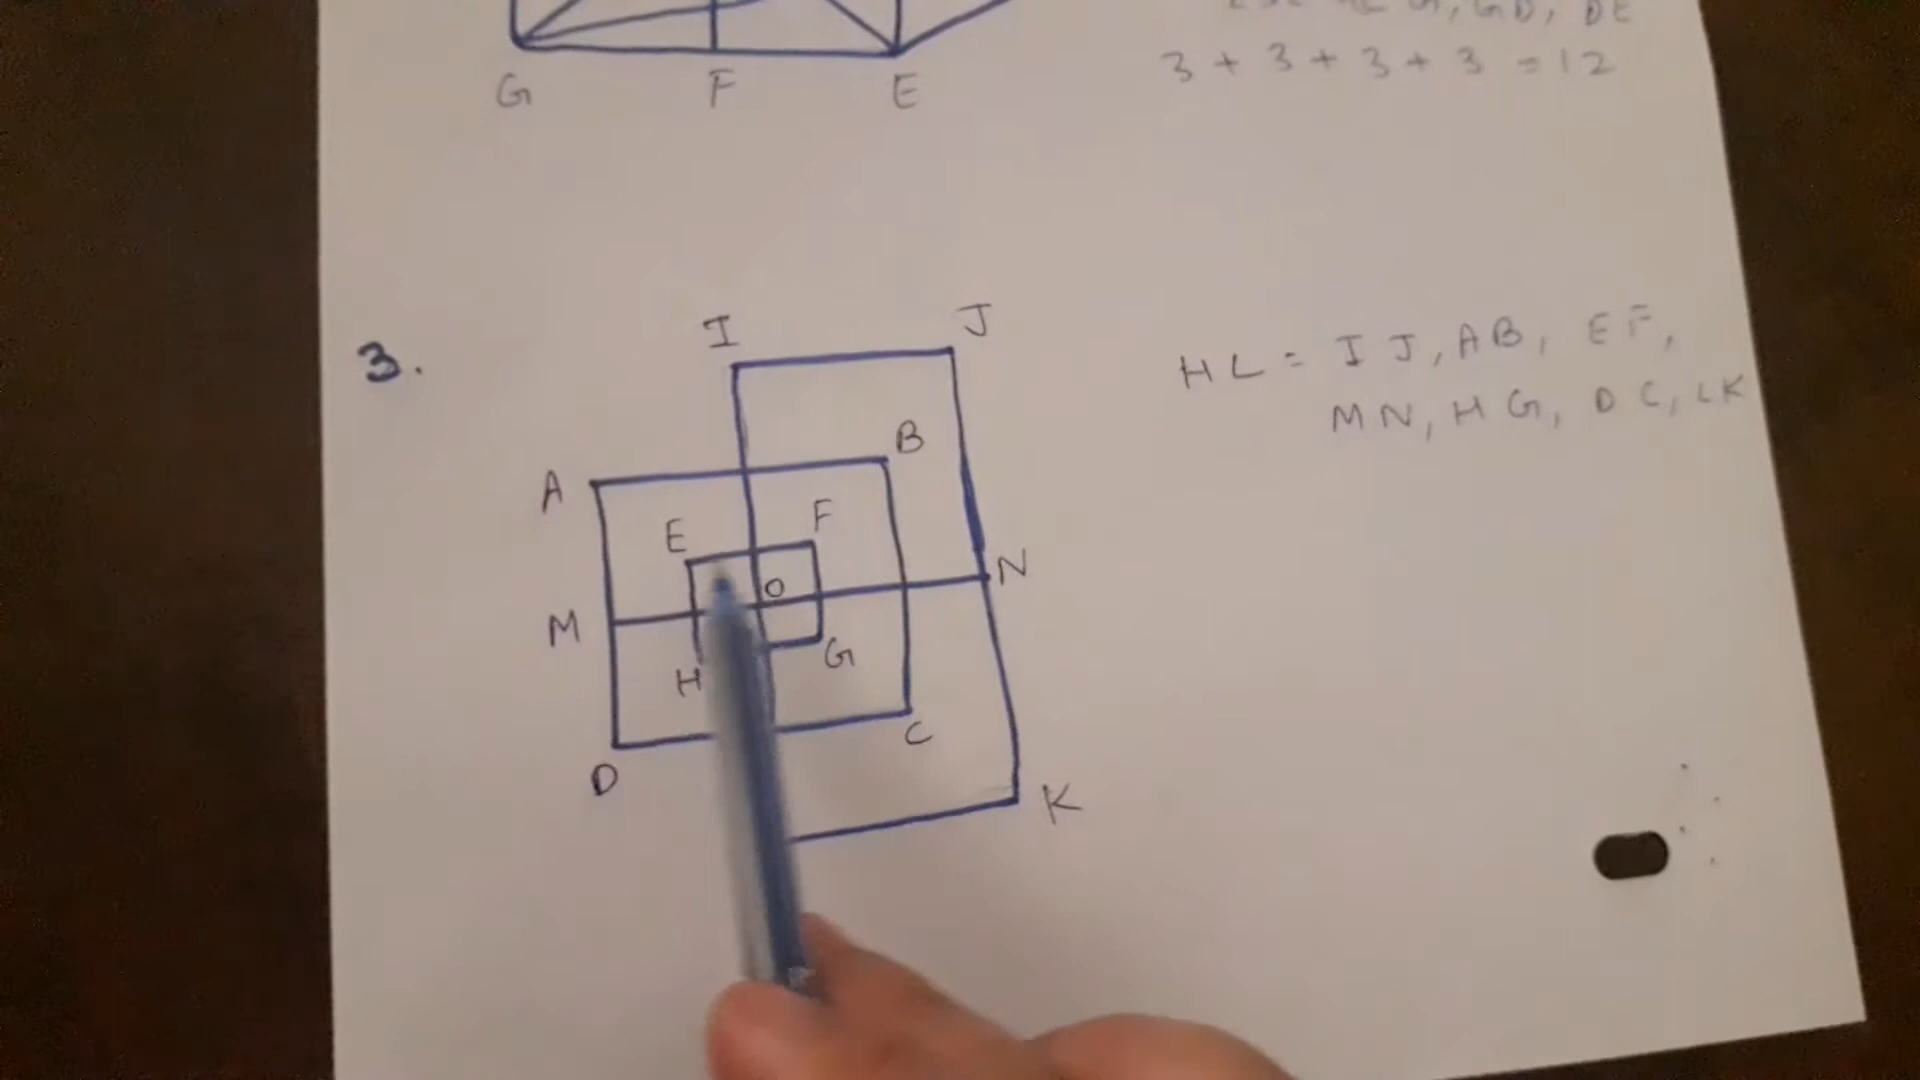 G F E
3 + 3 + 3 + 3 = 12
3.
I J
A B
E F
M O N
H G
D C
K
HL = IJ, AB, EF,
MN, HG, DC, LK